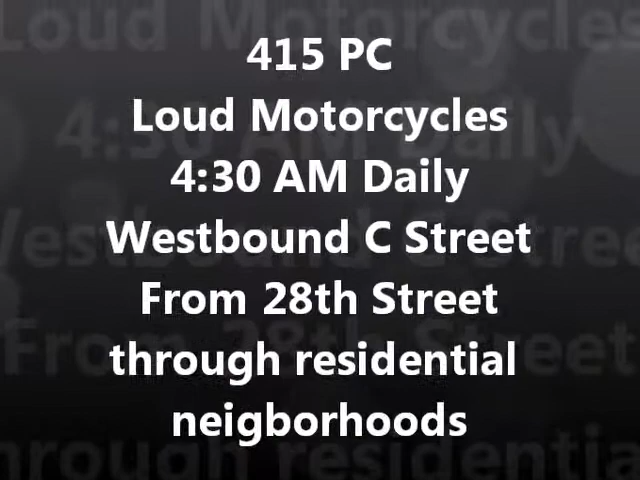 415 PC
Loud Motorcycles
4:30 AM Daily
Westbound C Street
From 28th Street
through residential
neigborhoods